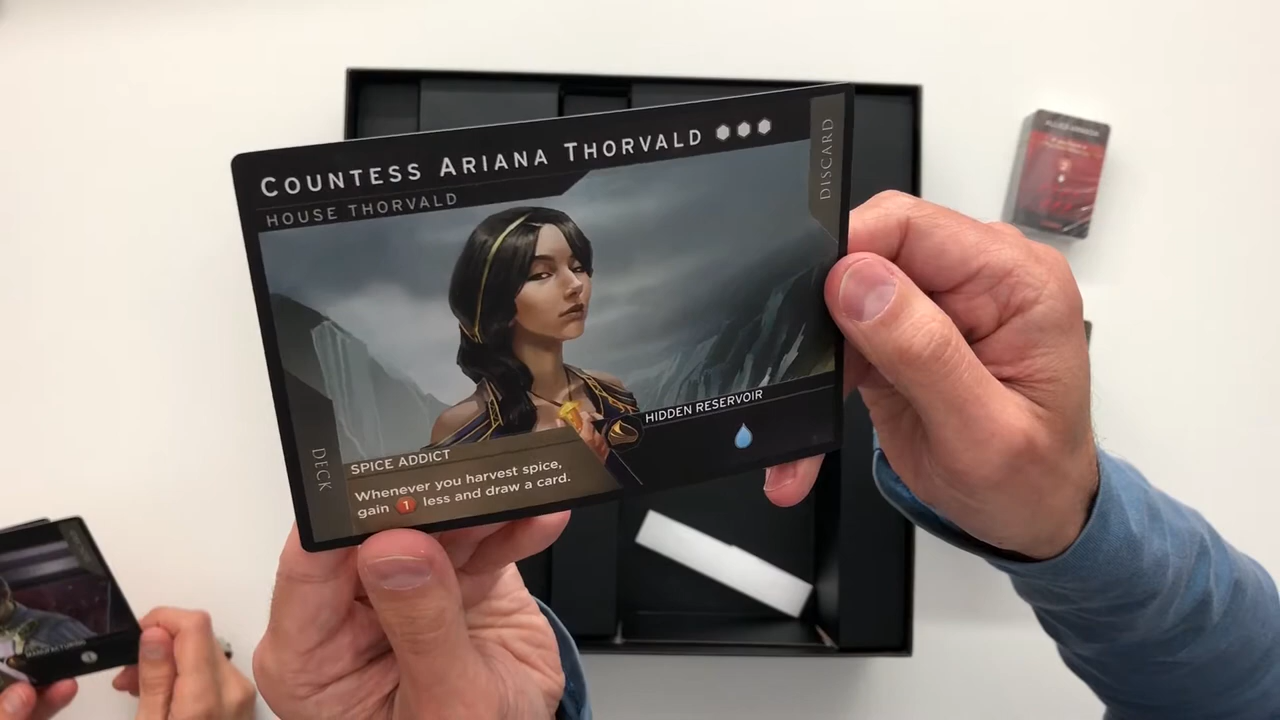 COUNTESS ARIANA THORVALD
HOUSE THORVALD
DISCARD
DECK
SPICE ADDICT
Whenever you harvest spice,
gain 1 less and draw a card.
HIDDEN RESERVOIR